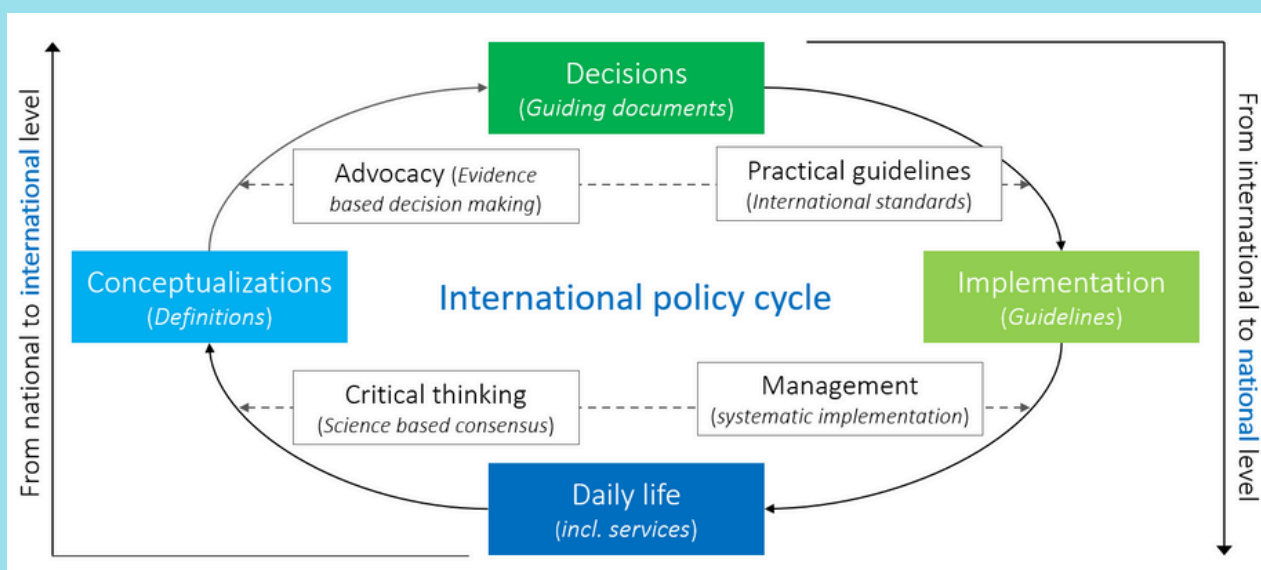 Decisions
(Guiding documents)
Advocacy (Evidence
based decision making)
Practical guidelines
(International standards)
Conceptualizations
(Definitions)
International policy cycle
Implementation
(Guidelines)
Critical thinking
(Science based consensus)
Management
(systematic implementation)
Daily life
(incl. services)
From national to international level
From international to national level